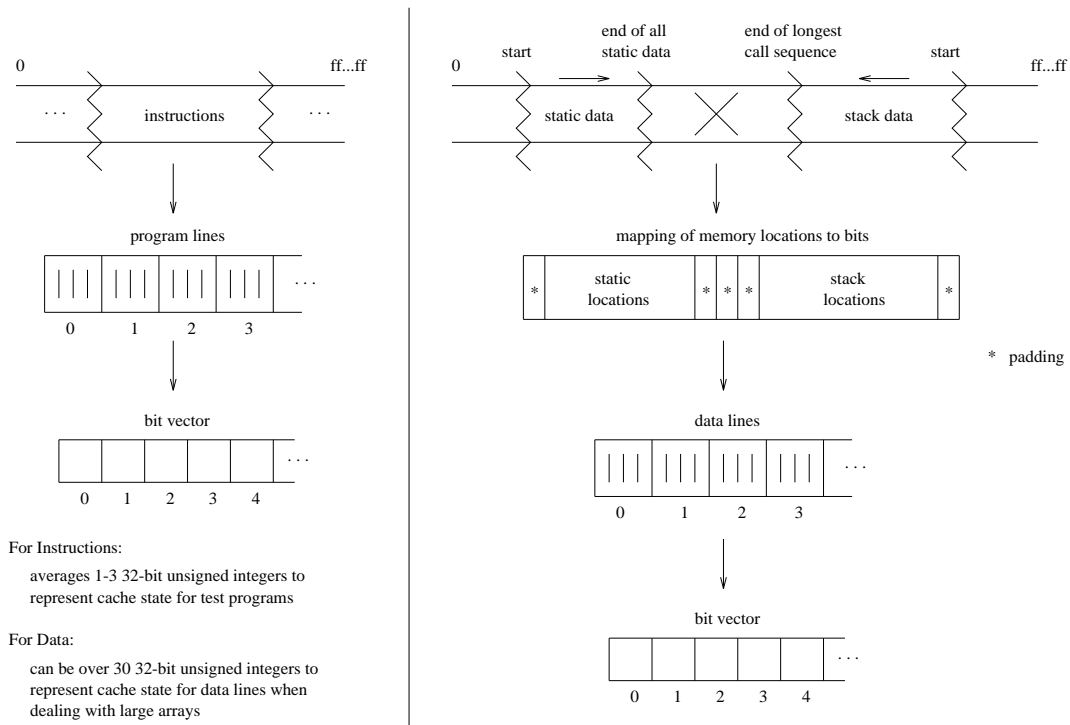 0
ff...ff
. . .
instructions
. . .
program lines
. . .
0 1 2 3
bit vector
. . .
0 1 2 3 4
For Instructions:
averages 1-3 32-bit unsigned integers to
represent cache state for test programs
For Data:
can be over 30 32-bit unsigned integers to
represent cache state for data lines when
dealing with large arrays
0
start
end of all
static data
end of longest
call sequence
start
ff...ff
static data
stack data
mapping of memory locations to bits
*
static
locations
* * *
stack
locations
*
* padding
data lines
. . .
0 1 2 3
bit vector
. . .
0 1 2 3 4